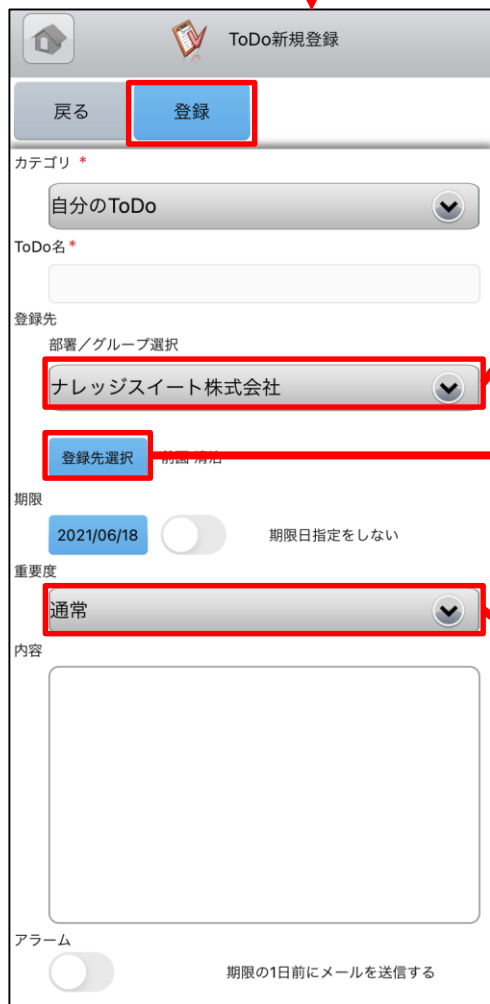 ToDo新規登録
戻る 登録
カテゴリ *
自分のToDo
ToDo名*
登録先
部署／グループ選択
ナレッジスイート株式会社
登録先選択
期限
2021/06/18 期限日指定をしない
重要度
通常
内容
アラーム
期限の1日前にメールを送信する